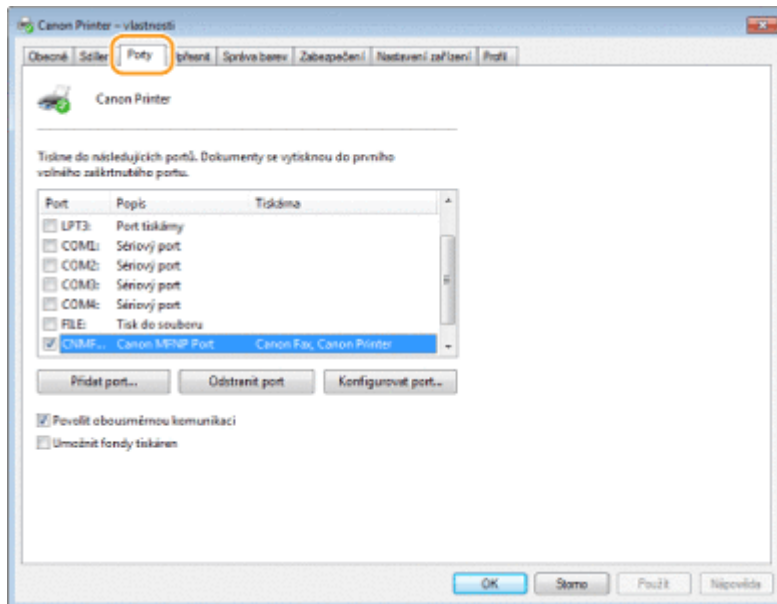 Canon Printer – vlastnosti
Obecné Sdílení Porty Upřesnit Správa barev Zabezpečení Nastavení zařízení Profil
Canon Printer
Tiskne do následujících portů. Dokumenty se vytisknou do prvního
volného zaškrtnutého portu.
Port Popis Tiskárna
LPT3: Port tiskárny
COM1: Sériový port
COM2: Sériový port
COM3: Sériový port
COM4: Sériový port
FILE: Tisk do souboru
CNMF... Canon MFNP Port Canon Fax, Canon Printer
Přidat port... Odstranit port Konfigurovat port...
Povolit obousměrnou komunikaci
Umožnit fondy tiskáren
OK Storno Použít Nápověda